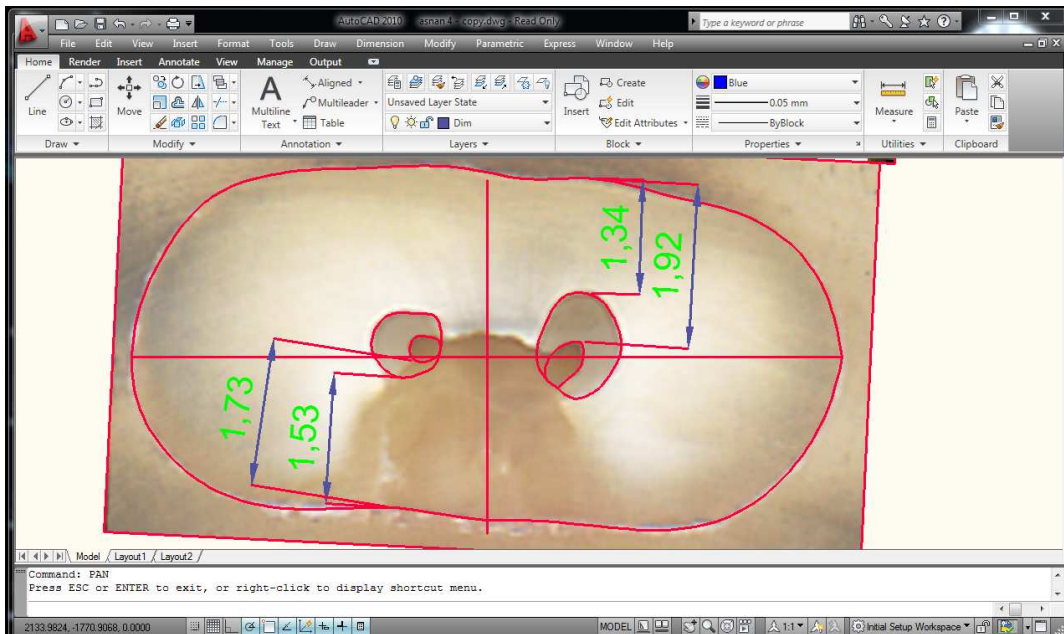 AutoCAD 2010 asnan 4 - copy.dwg - Read Only
Type a keyword or phrase
File Edit View Insert Format Tools Draw Dimension Modify Parametric Express Window Help
Home Render Insert Annotate View Manage Output
Line
Move
A
Multiline
Text
Aligned
Multileader
Table
Unsaved Layer State
Dim
Insert
Create
Edit
Edit Attributes
Blue
0.05 mm
ByBlock
Measure
Paste
Draw Modify Annotation Layers Block Properties Utilities Clipboard
1,34
1,92
1,73
1,53
Model Layout1 Layout2
Command: PAN
Press ESC or ENTER to exit, or right-click to display shortcut menu.
2133.9824, -1770.9068, 0.0000
MODEL
1:1
Initial Setup Workspace